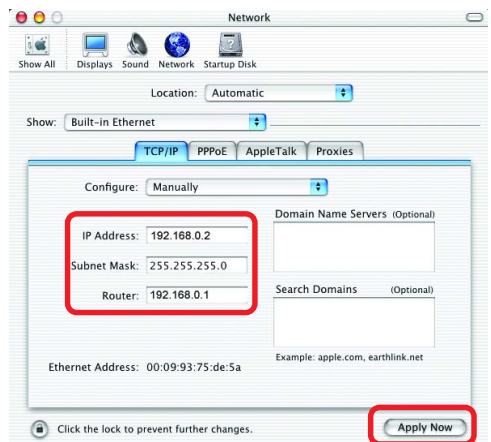 Network
Show All Displays Sound Network Startup Disk
Location: Automatic
Show: Built-in Ethernet
TCP/IP PPPoE AppleTalk Proxies
Configure: Manually
Domain Name Servers (Optional)
IP Address: 192.168.0.2
Subnet Mask: 255.255.255.0
Router: 192.168.0.1
Search Domains (Optional)
Example: apple.com, earthlink.net
Ethernet Address: 00:09:93:75:de:5a
Click the lock to prevent further changes.
Apply Now